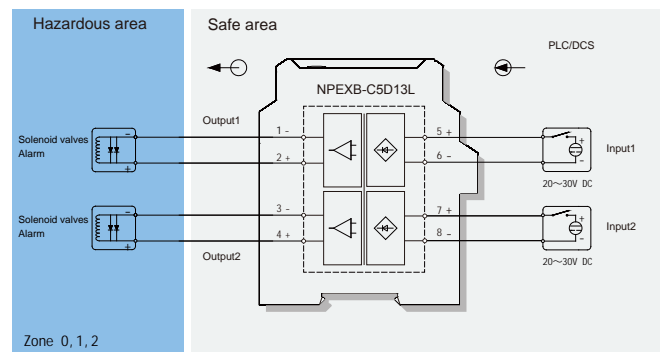 Hazardous area
Safe area
PLC/DCS
NPEXB-C5D13L
Output1
1 -
5 +
Solenoid valves
Alarm
-
+
2 +
6 -
+
-
Input1
20～30V DC
3 -
7 +
Solenoid valves
Alarm
-
+
4 +
8 -
+
-
Input2
Output2
20～30V DC
Zone 0, 1, 2